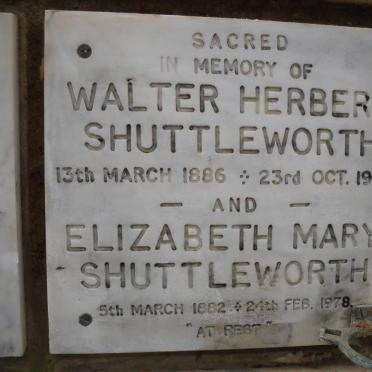 SACRED
IN MEMORY OF
WALTER HERBER
SHUTTLEWORTH
13th MARCH 1886 ÷ 23rd OCT. 19
— AND —
ELIZABETH MARY
SHUTTLEWORTH
5th MARCH 1882 ÷ 24th FEB. 1978.
"AT REST"